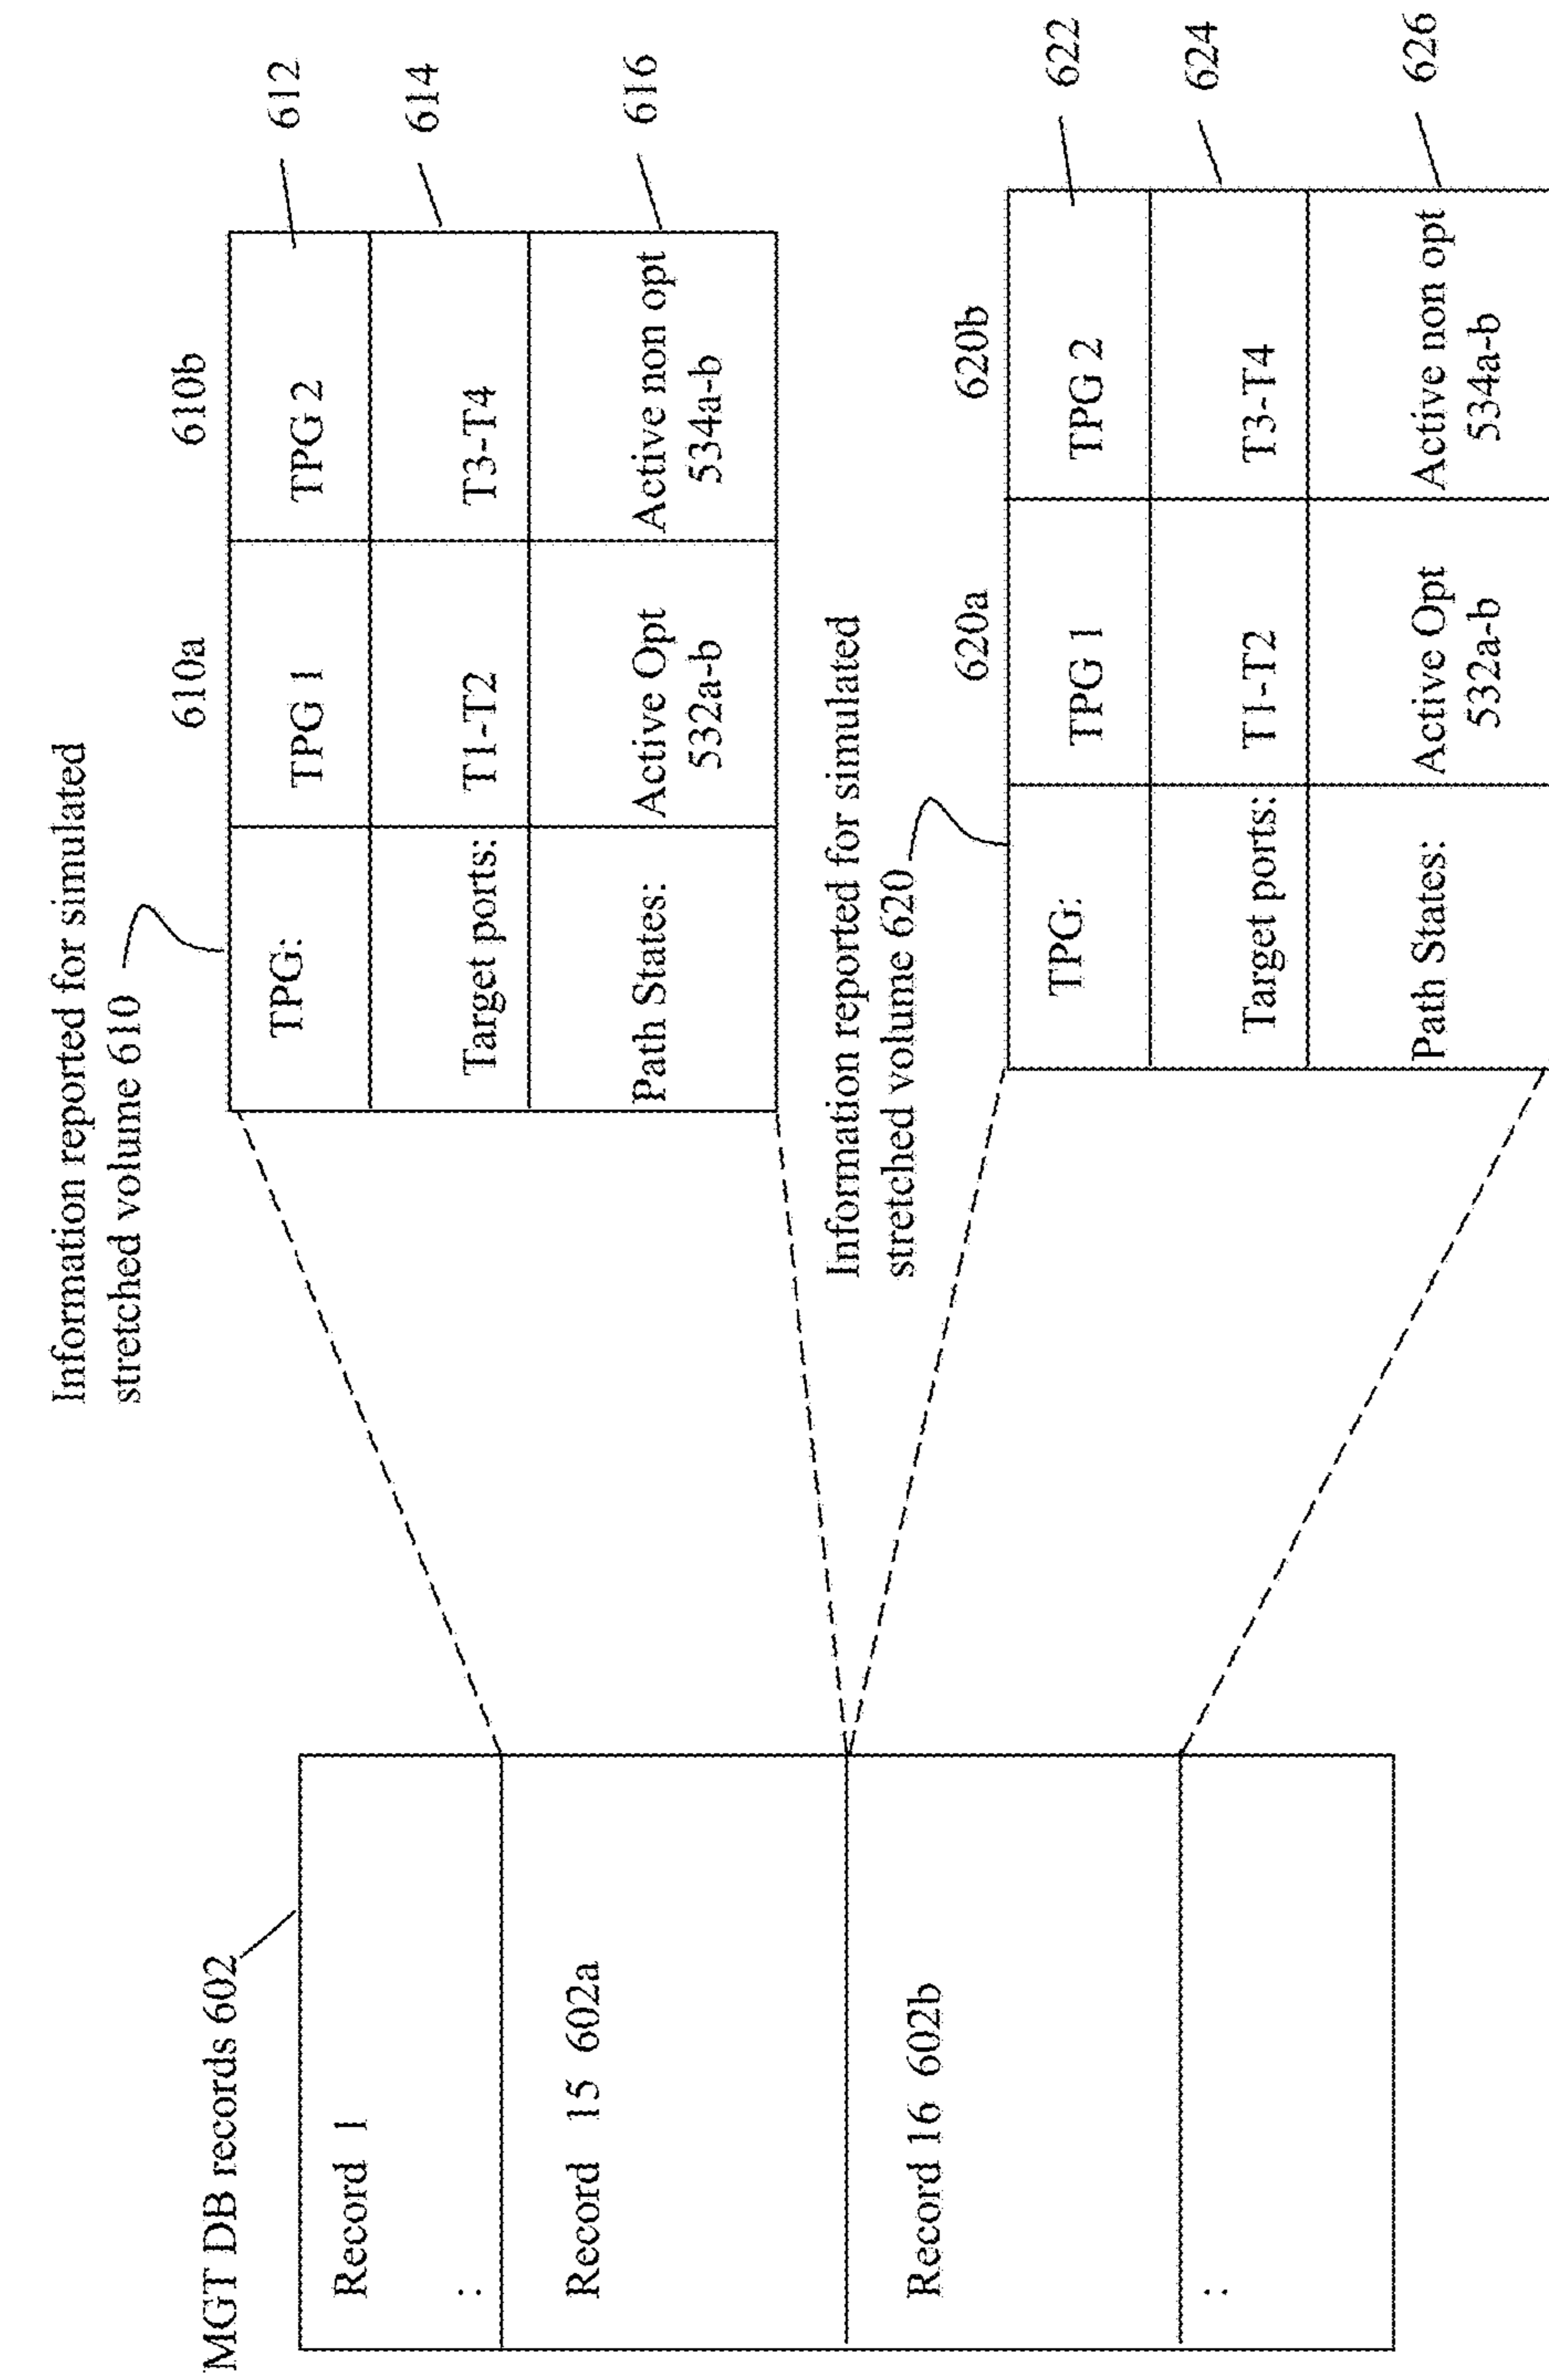 MGT DB records 602
Record 1
:
Record 15 602a
Record 16 602b
:
Information reported for simulated
stretched volume 610
610a
610b
TPG:
TPG 1
TPG 2
612
Target ports:
T1-T2
T3-T4
614
Path States:
Active Opt
532a-b
Active non opt
534a-b
616
Information reported for simulated
stretched volume 620
620a
620b
TPG:
TPG 1
TPG 2
622
Target ports:
T1-T2
T3-T4
624
Path States:
Active Opt
532a-b
Active non opt
534a-b
626